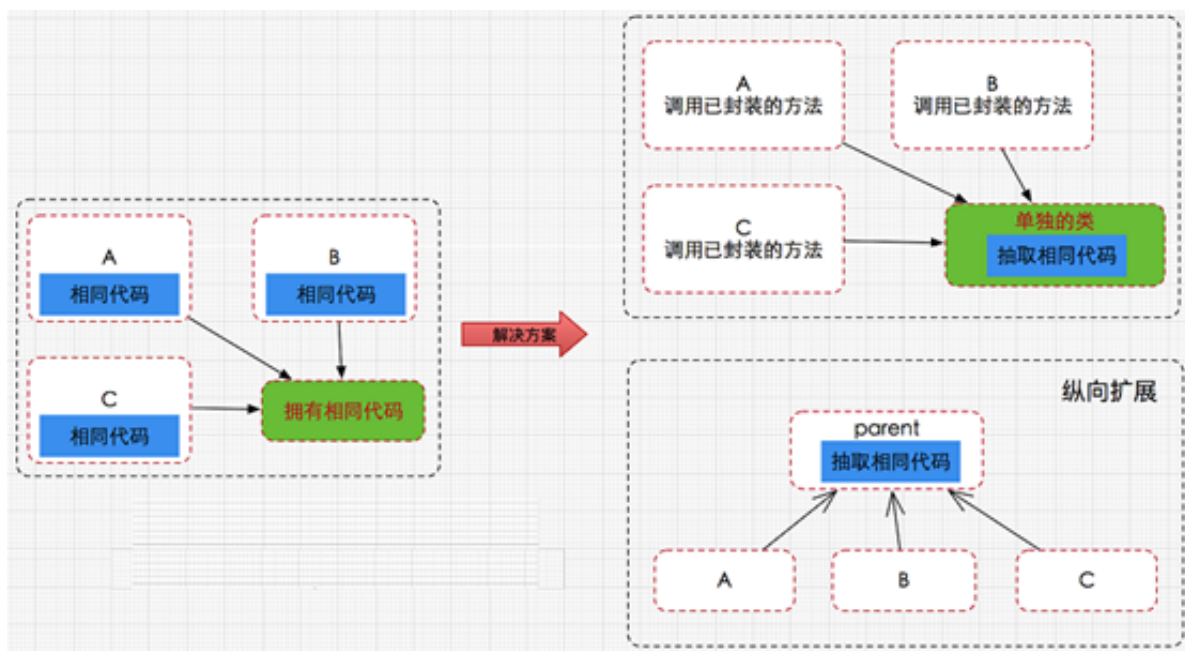 A
相同代码
B
相同代码
C
相同代码
拥有相同代码
解决方案
A
调用已封装的方法
B
调用已封装的方法
C
调用已封装的方法
单独的类
抽取相同代码
纵向扩展
parent
抽取相同代码
A
B
C